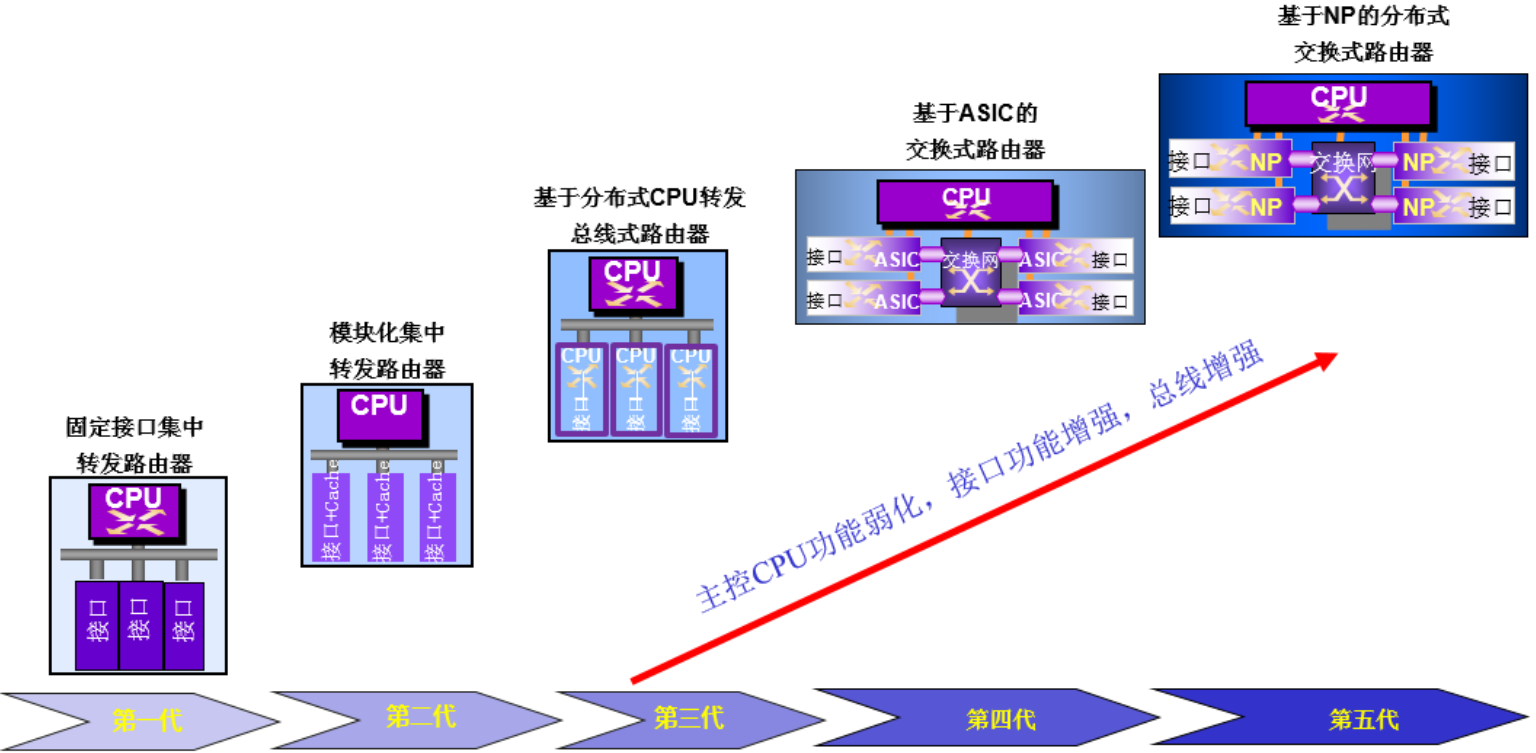 固定接口集中
转发路由器
CPU
接口
接口
接口
模块化集中
转发路由器
CPU
接口+Cache
接口+Cache
接口+Cache
基于分布式CPU转发
总线式路由器
CPU
CPU
CPU
CPU
接口
接口
接口
基于ASIC的
交换式路由器
CPU
接口 ASIC 交换网 ASIC 接口
接口 ASIC ASIC 接口
基于NP的分布式
交换式路由器
CPU
接口 NP 交换网 NP 接口
接口 NP NP 接口
主控CPU功能弱化，接口功能增强，总线增强
第一代
第二代
第三代
第四代
第五代